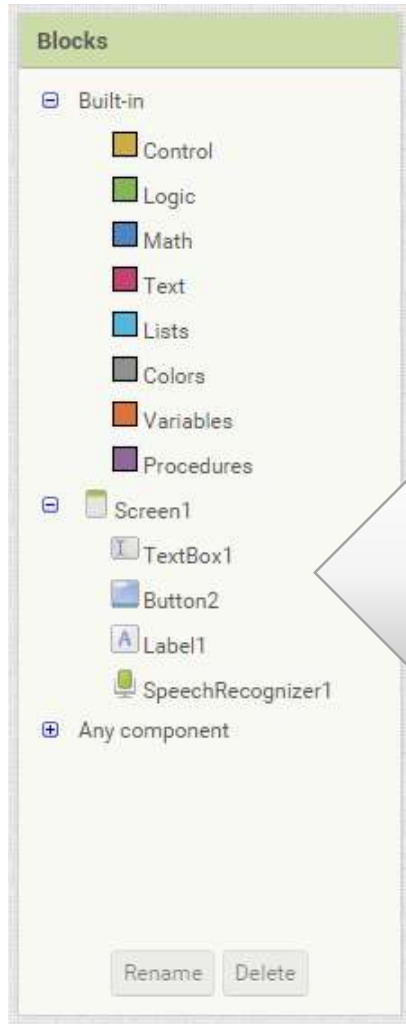 Blocks
Built-in
Control
Logic
Math
Text
Lists
Colors
Variables
Procedures
Screen1
TextBox1
Button2
A Label1
SpeechRecognizer1
Any component
Rename Delete